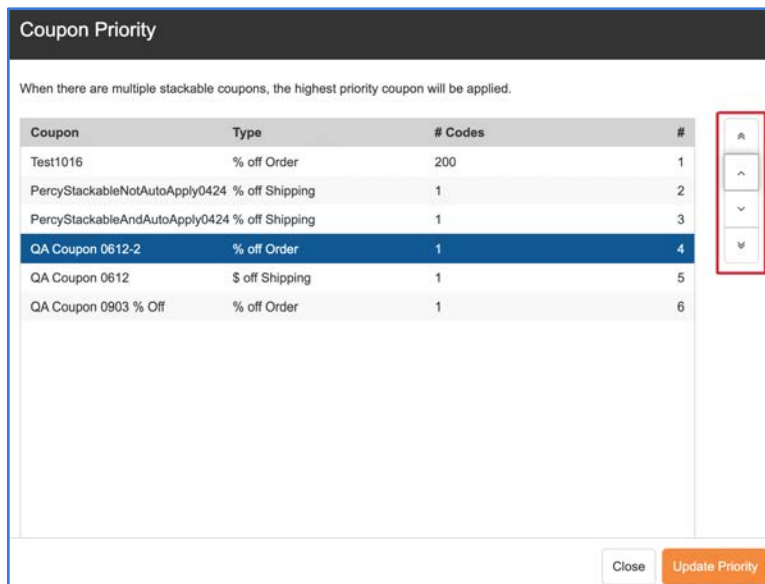 Coupon Priority
When there are multiple stackable coupons, the highest priority coupon will be applied.
Coupon Type # Codes #
Test1016 % off Order 200 1
PercyStackableNotAutoApply0424 % off Shipping 1 2
PercyStackableAndAutoApply0424 % off Shipping 1 3
QA Coupon 0612-2 % off Order 1 4
QA Coupon 0612 $ off Shipping 1 5
QA Coupon 0903 % Off % off Order 1 6
Close Update Priority